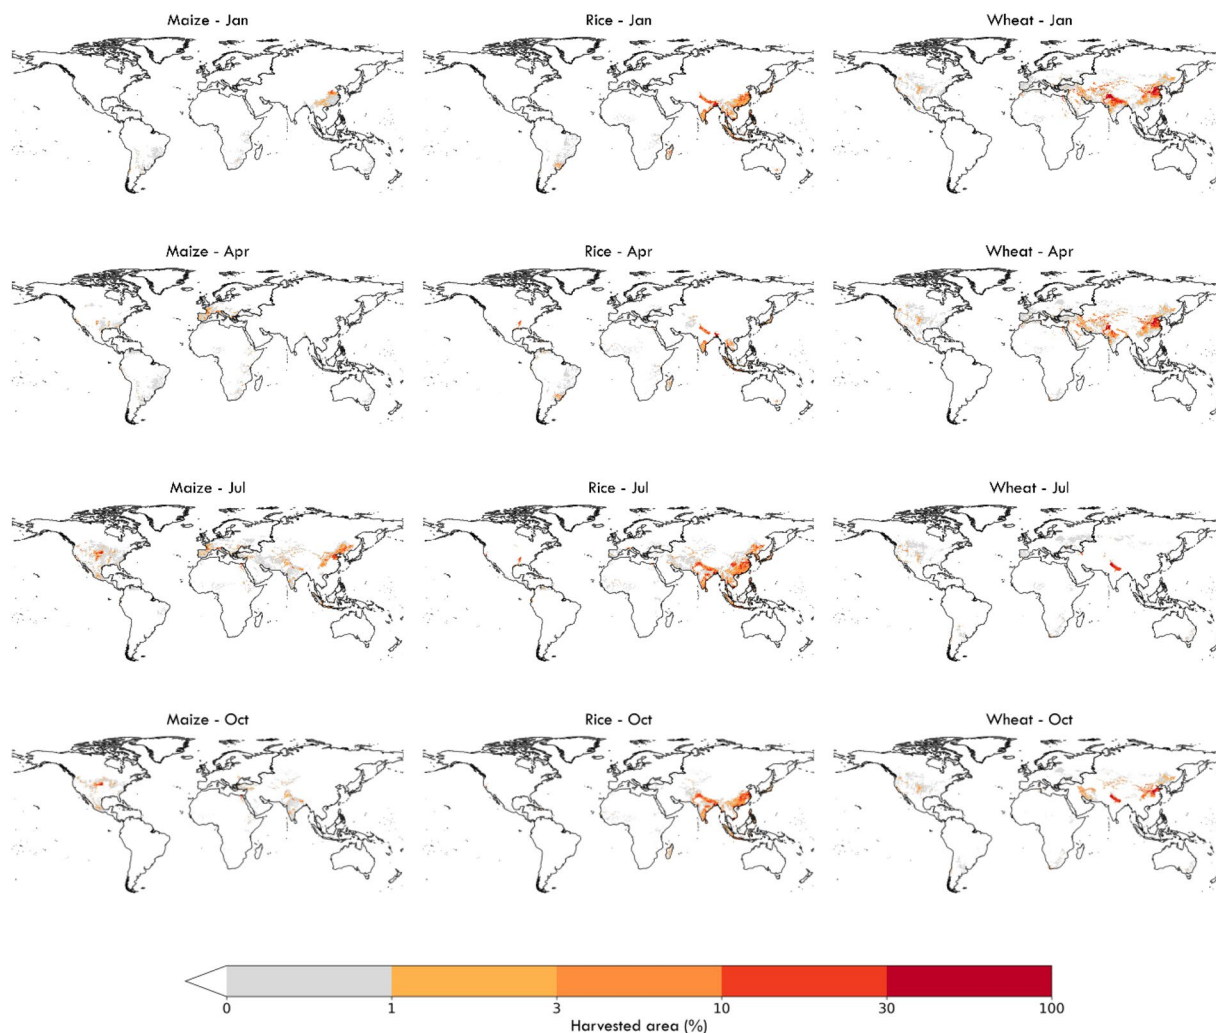 Maize - Jan
Rice - Jan
Wheat - Jan
Maize - Apr
Rice - Apr
Wheat - Apr
Maize - Jul
Rice - Jul
Wheat - Jul
Maize - Oct
Rice - Oct
Wheat - Oct
0 1 3 10 30 100
Harvested area (%)